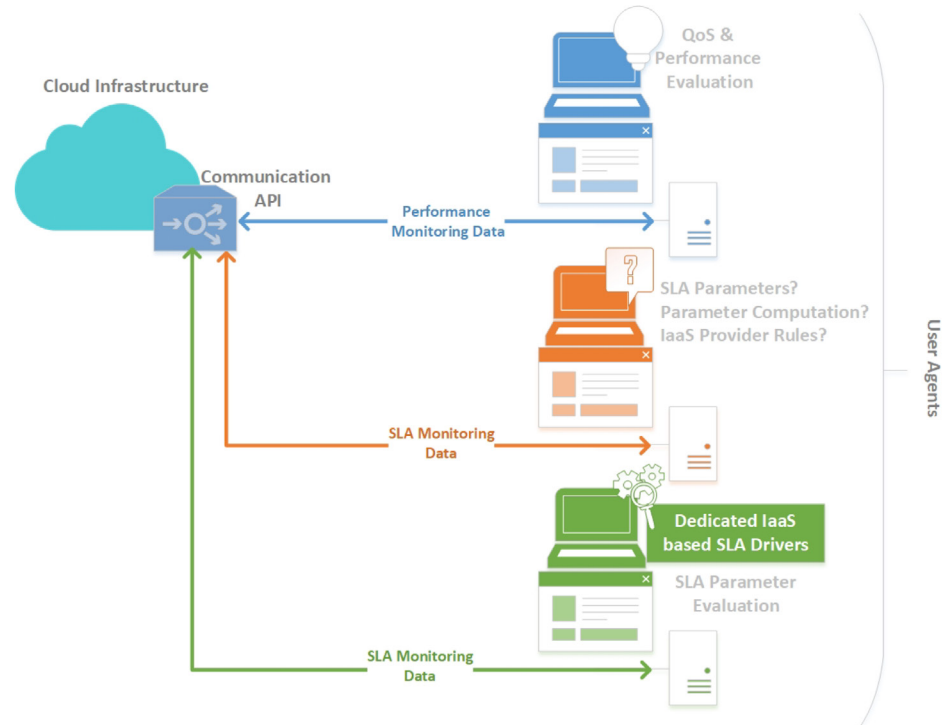 QoS &
Performance
Evaluation
Cloud Infrastructure
Communication
API
Performance
Monitoring Data
SLA Parameters?
Parameter Computation?
IaaS Provider Rules?
User Agents
SLA Monitoring
Data
Dedicated IaaS
based SLA Drivers
SLA Parameter
Evaluation
SLA Monitoring
Data